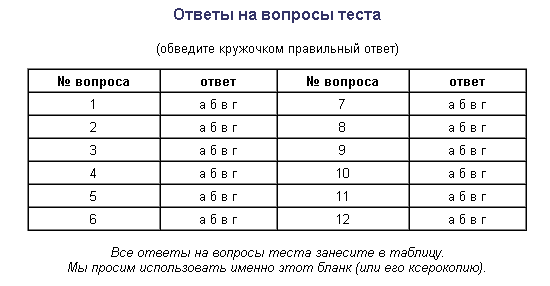 Ответы на вопросы теста
(обведите кружочком правильный ответ)
№ вопроса ответ № вопроса ответ
1 а б в г 7 а б в г
2 а б в г 8 а б в г
3 а б в г 9 а б в г
4 а б в г 10 а б в г
5 а б в г 11 а б в г
6 а б в г 12 а б в г
Все ответы на вопросы теста занесите в таблицу.
Мы просим использовать именно этот бланк (или его ксерокопию).